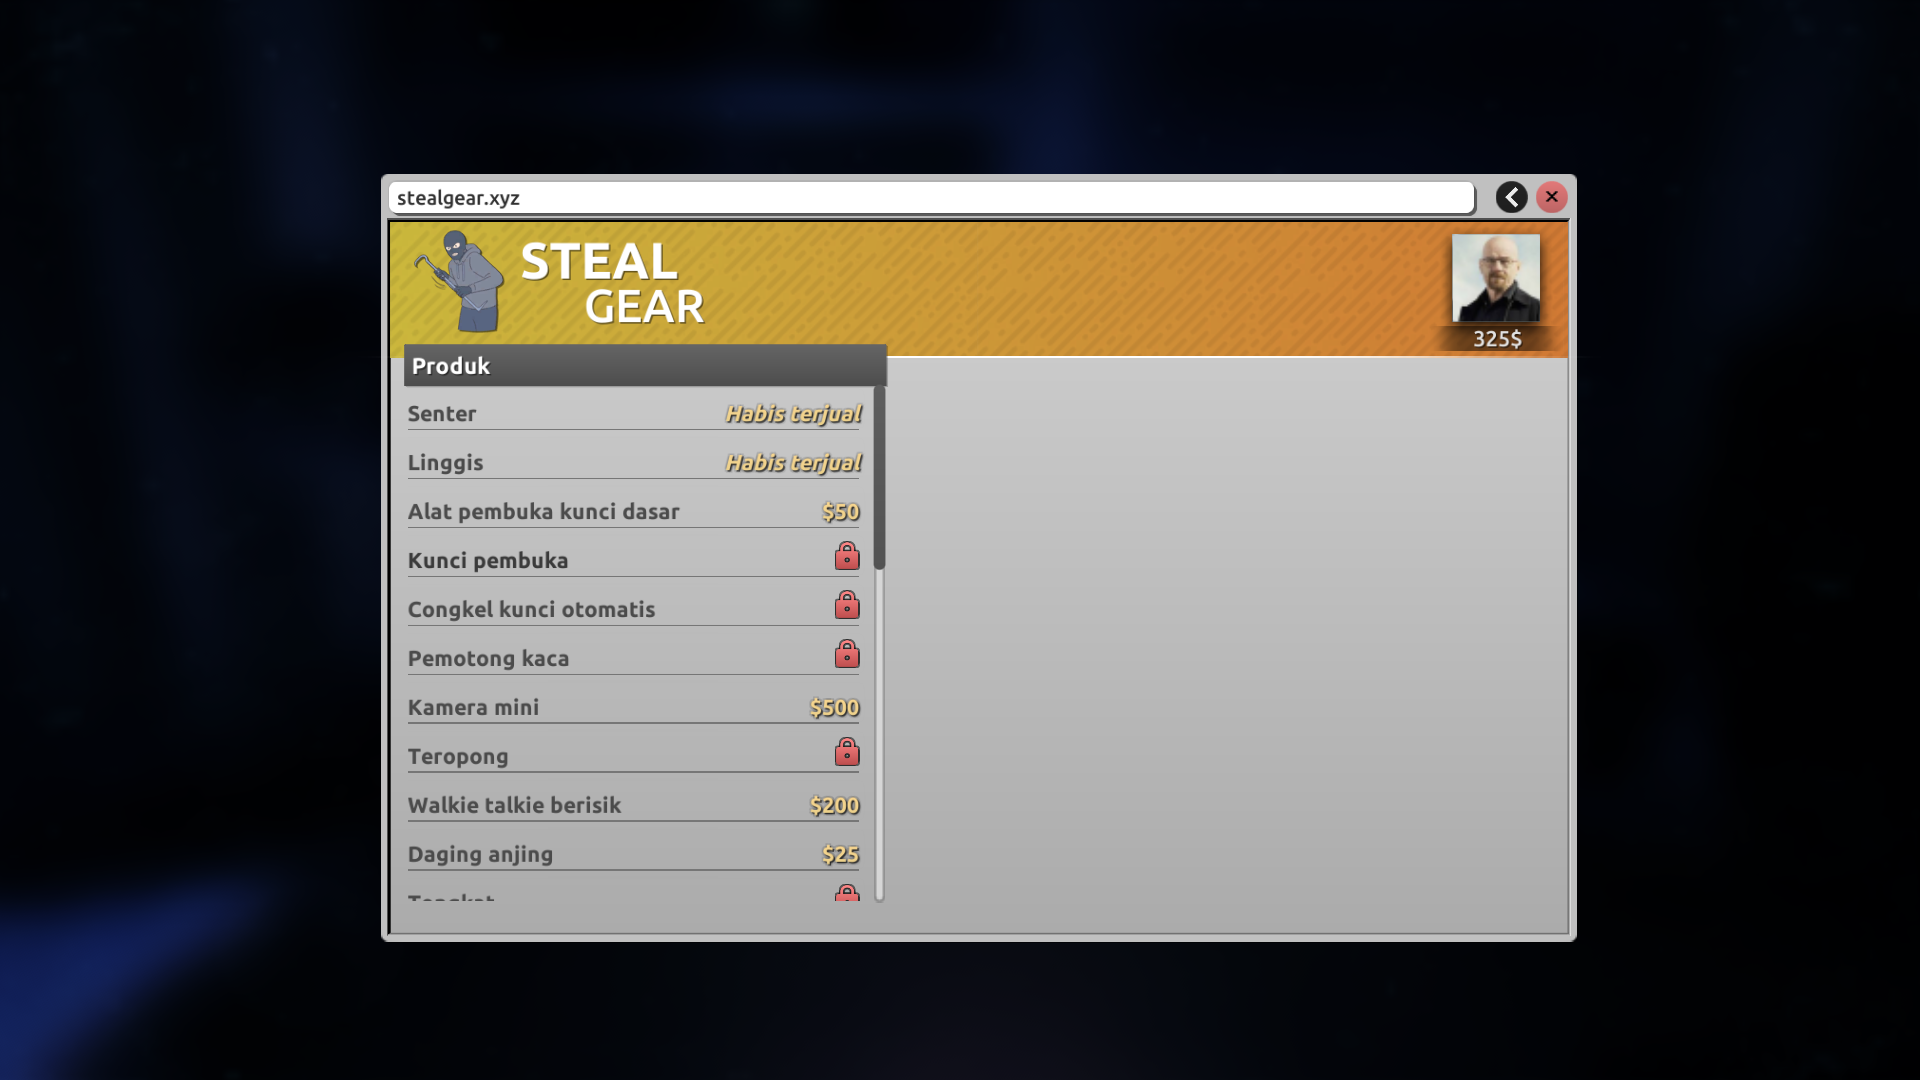 stealgear.xyz
STEAL
GEAR
325$
Produk
Senter Habis terjual
Linggis Habis terjual
Alat pembuka kunci dasar $50
Kunci pembuka
Congkel kunci otomatis
Pemotong kaca
Kamera mini $500
Teropong
Walkie talkie berisik $200
Daging anjing $25